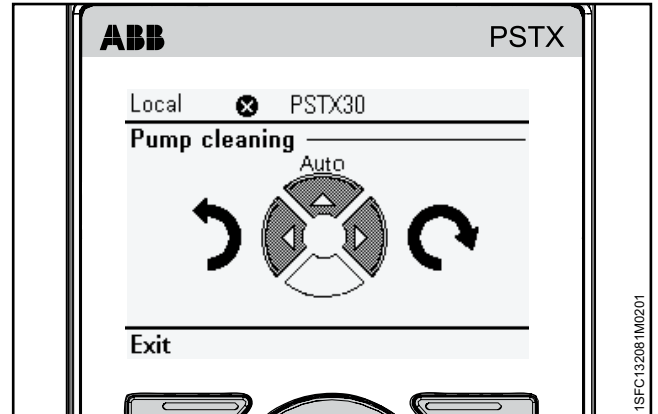 ABB PSTX
Local PSTX30
Pump cleaning
Auto
Exit
1SFC132081M0201